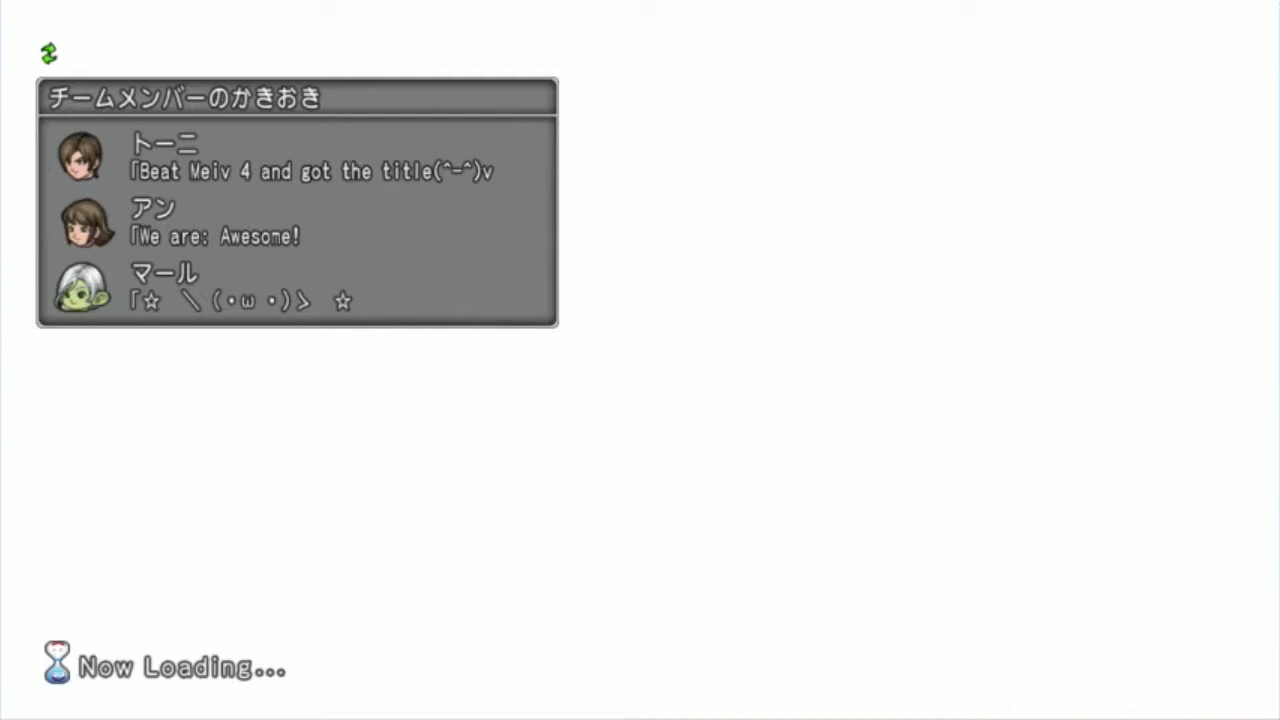 チームメンバーのかきおき
トーニ
「Beat Meiv 4 and got the title(^-^)v
アン
「We are: Awesome!
マール
「☆ ＼(・ω・)ゝ ☆
Now Loading...